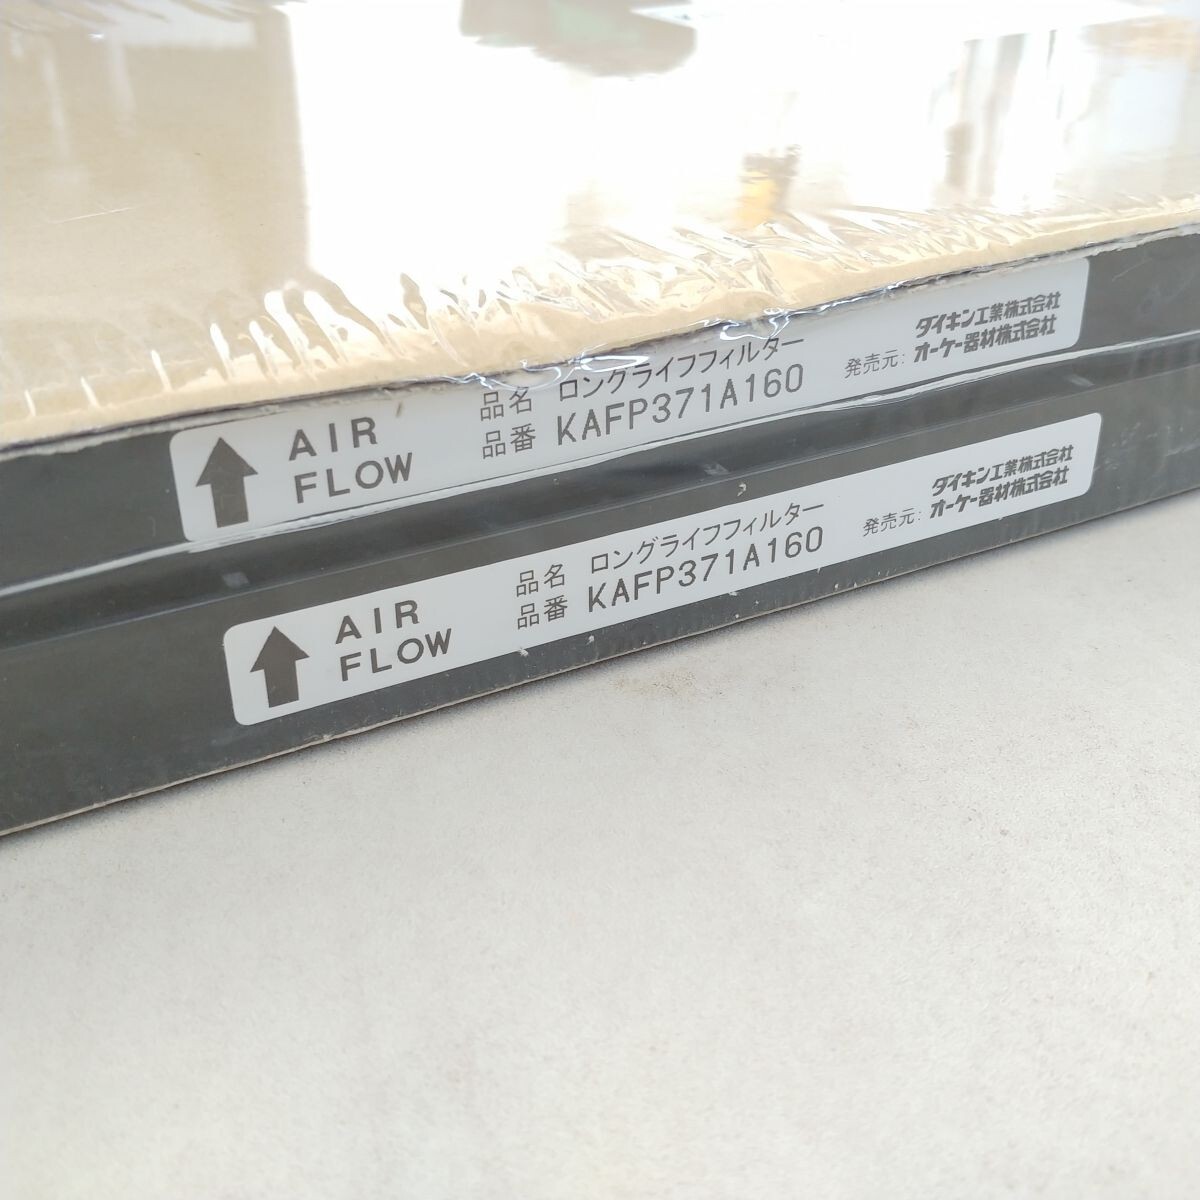 AIR
FLOW
品名 ロングライフフィルター
品番 KAFP371A160
発売元: ダイキン工業株式会社
オーケー器材株式会社
AIR
FLOW
品名 ロングライフフィルター
品番 KAFP371A160
発売元: ダイキン工業株式会社
オーケー器材株式会社